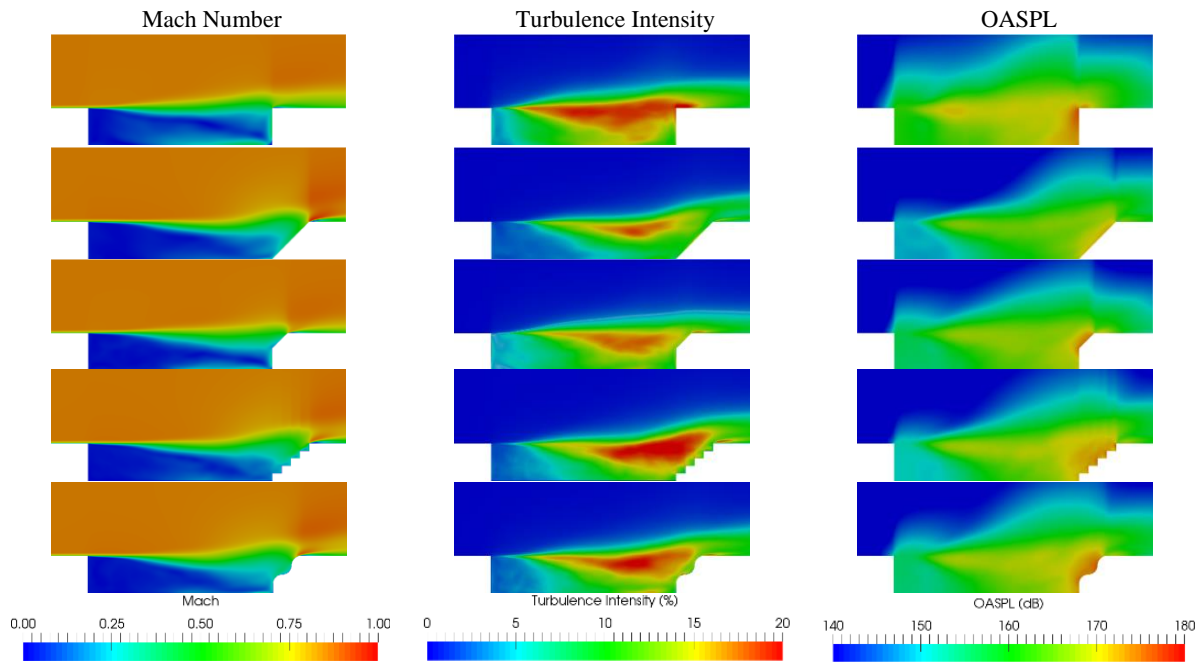 Mach Number Turbulence Intensity OASPL
Mach Turbulence Intensity (%) OASPL (dB)
0.00 0.25 0.50 0.75 1.00 0 5 10 15 20 140 150 160 170 180